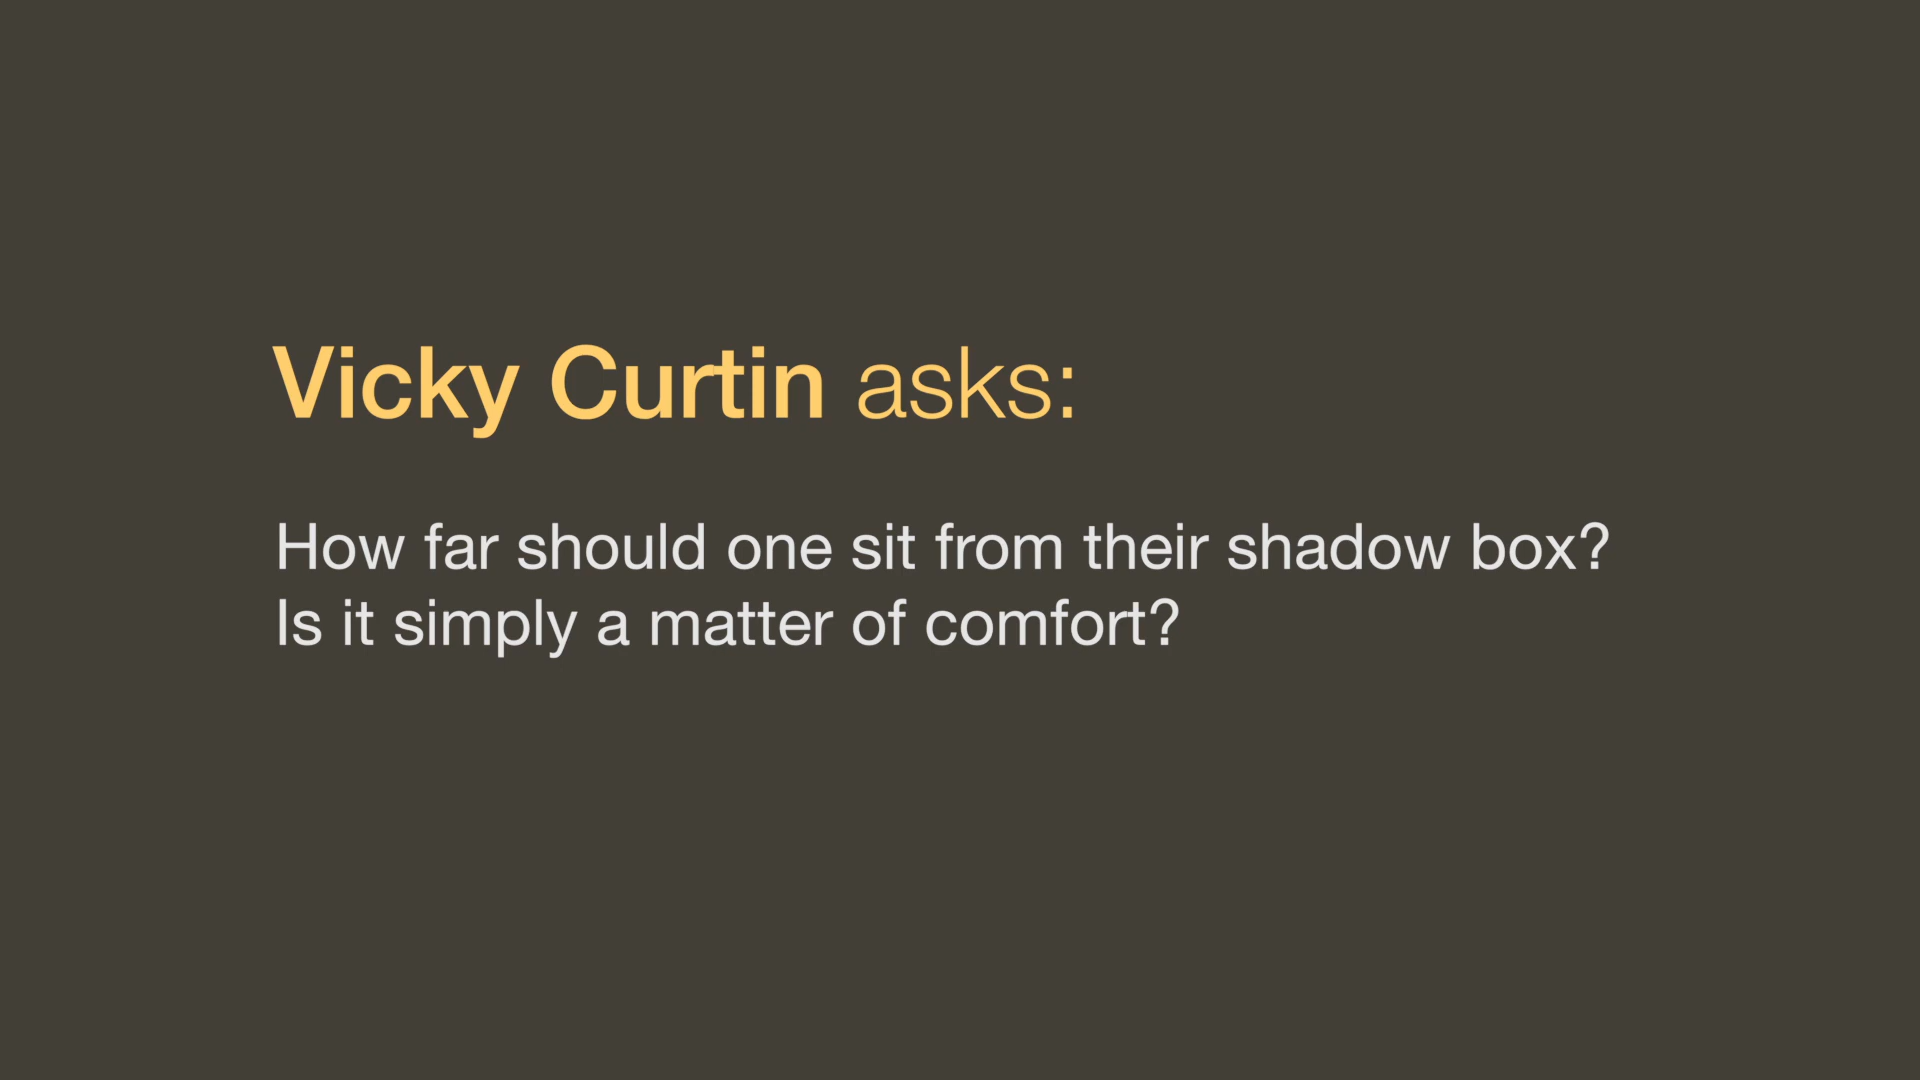 Vicky Curtin asks:
How far should one sit from their shadow box?
Is it simply a matter of comfort?